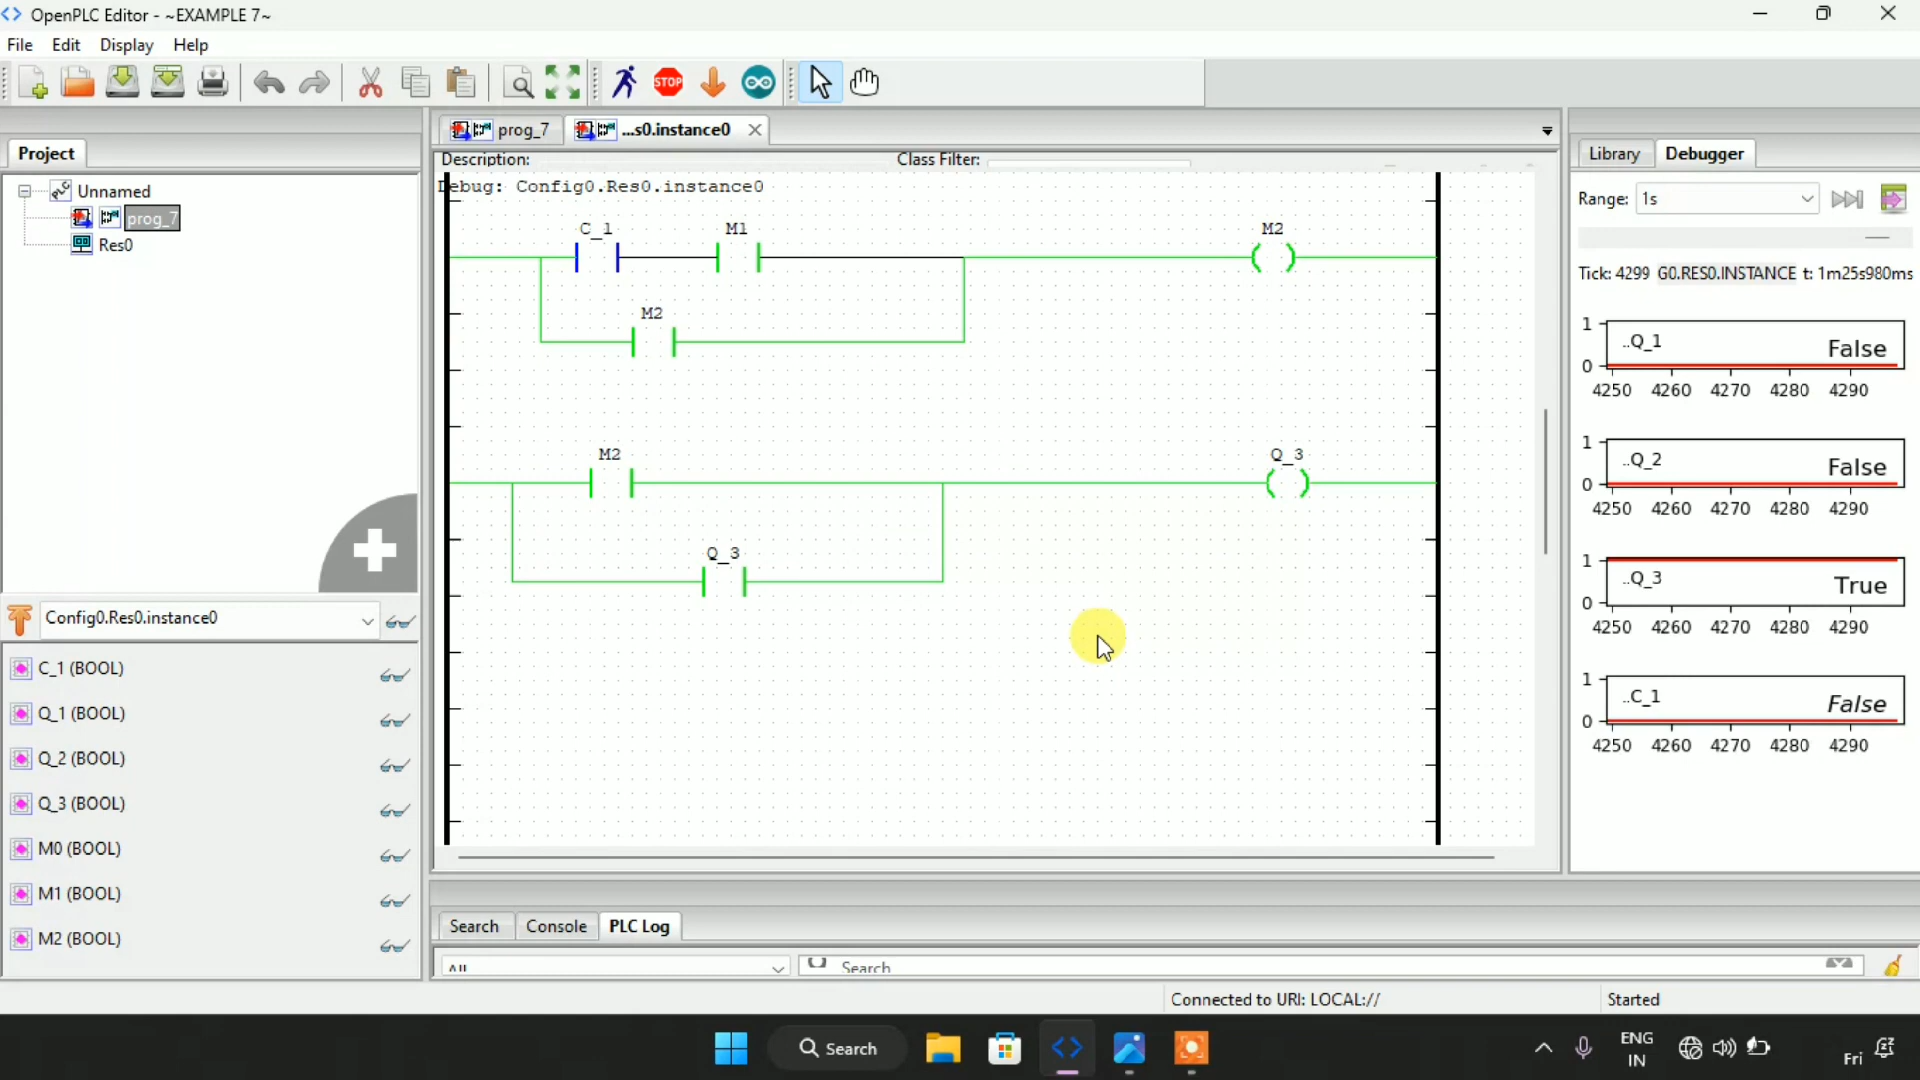 OpenPLC Editor - ~EXAMPLE 7~
File Edit Display Help
STOP
Project
Unnamed
prog_7
Res0
Config0.Res0.instance0
C_1 (BOOL)
Q_1 (BOOL)
Q_2 (BOOL)
Q_3 (BOOL)
M0 (BOOL)
M1 (BOOL)
M2 (BOOL)
prog_7 ...s0.instance0
Description: Class Filter:
Debug: Config0.Res0.instance0
C_1 M1 M2
M2
M2 Q_3
Q_3
Search Console PLC Log
All Search
Library Debugger
Range: 1s
Tick: 4299 G0.RES0.INSTANCE t: 1m25s980ms
1
..Q_1 False
0
4250 4260 4270 4280 4290
1
..Q_2 False
0
4250 4260 4270 4280 4290
1
..Q_3 True
0
4250 4260 4270 4280 4290
1
..C_1 False
0
4250 4260 4270 4280 4290
Connected to URI: LOCAL:// Started
Search
ENG
IN
Fri